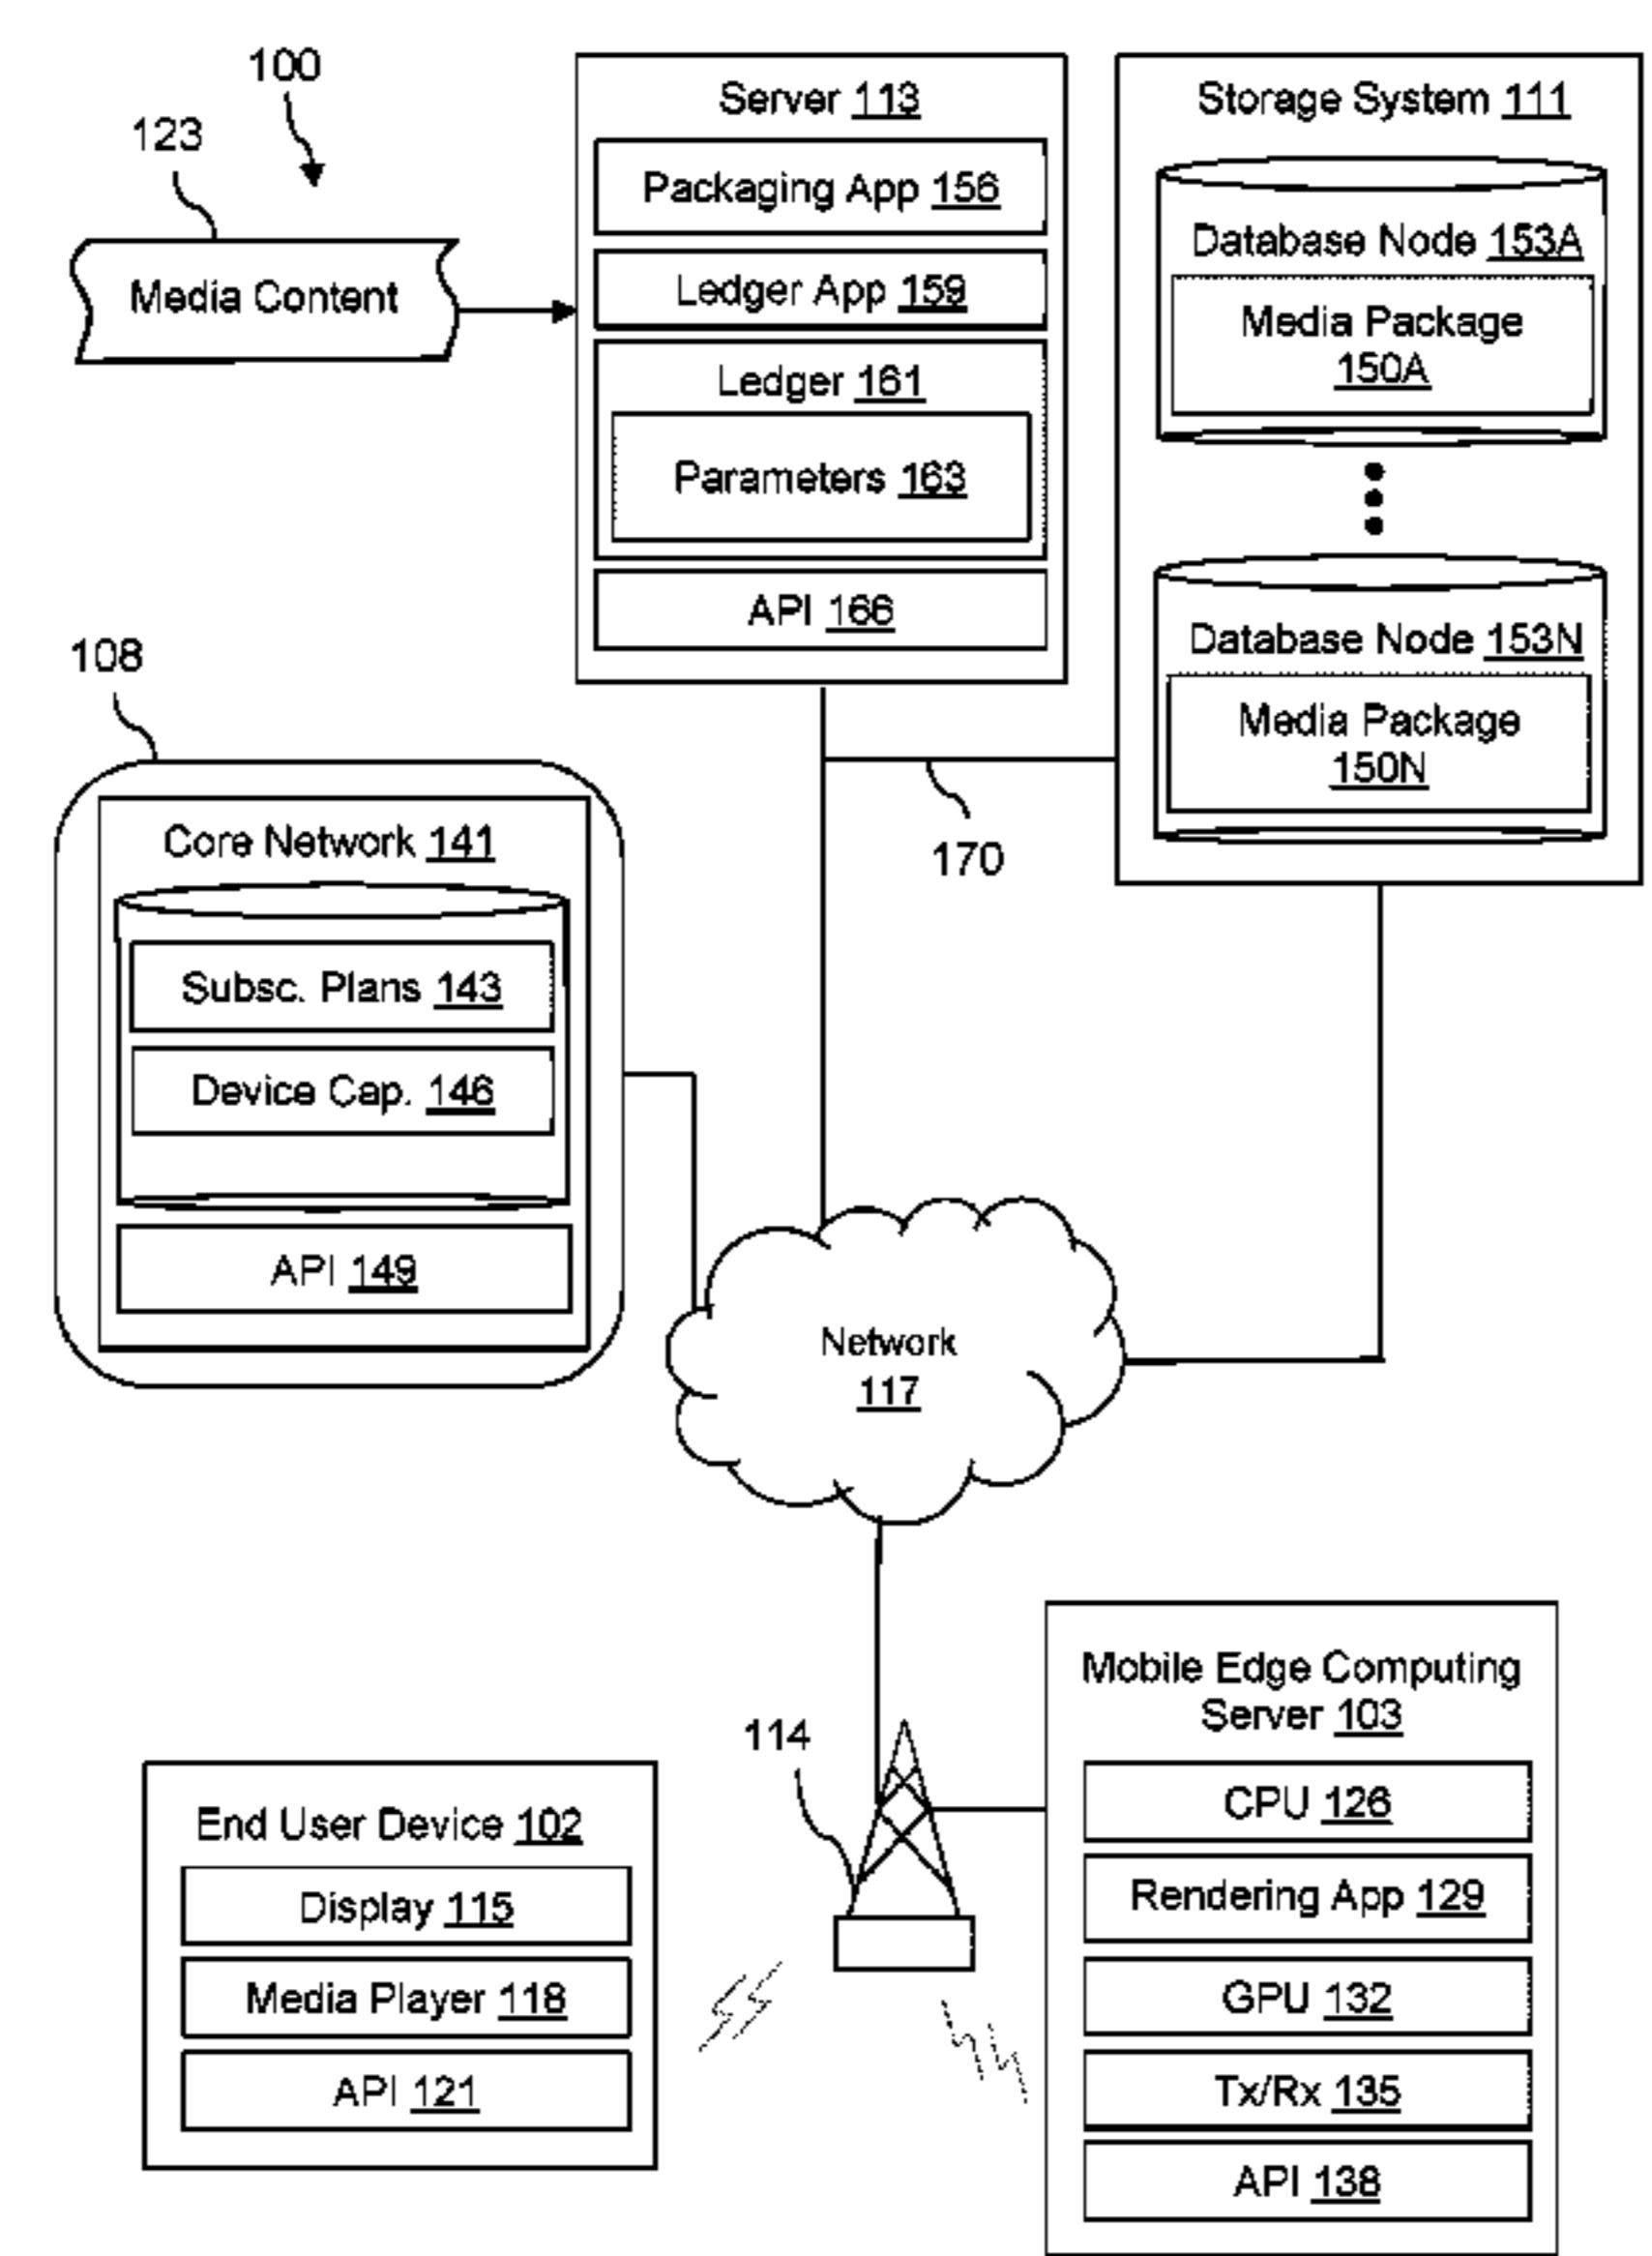 100
123
Media Content
Server 113
Packaging App 156
Ledger App 159
Ledger 161
Parameters 163
API 166
Storage System 111
Database Node 153A
Media Package
150A
Database Node 153N
Media Package
150N
170
108
Core Network 141
Subsc. Plans 143
Device Cap. 146
API 149
Network
117
114
End User Device 102
Display 115
Media Player 118
API 121
Mobile Edge Computing
Server 103
CPU 126
Rendering App 129
GPU 132
Tx/Rx 135
API 138